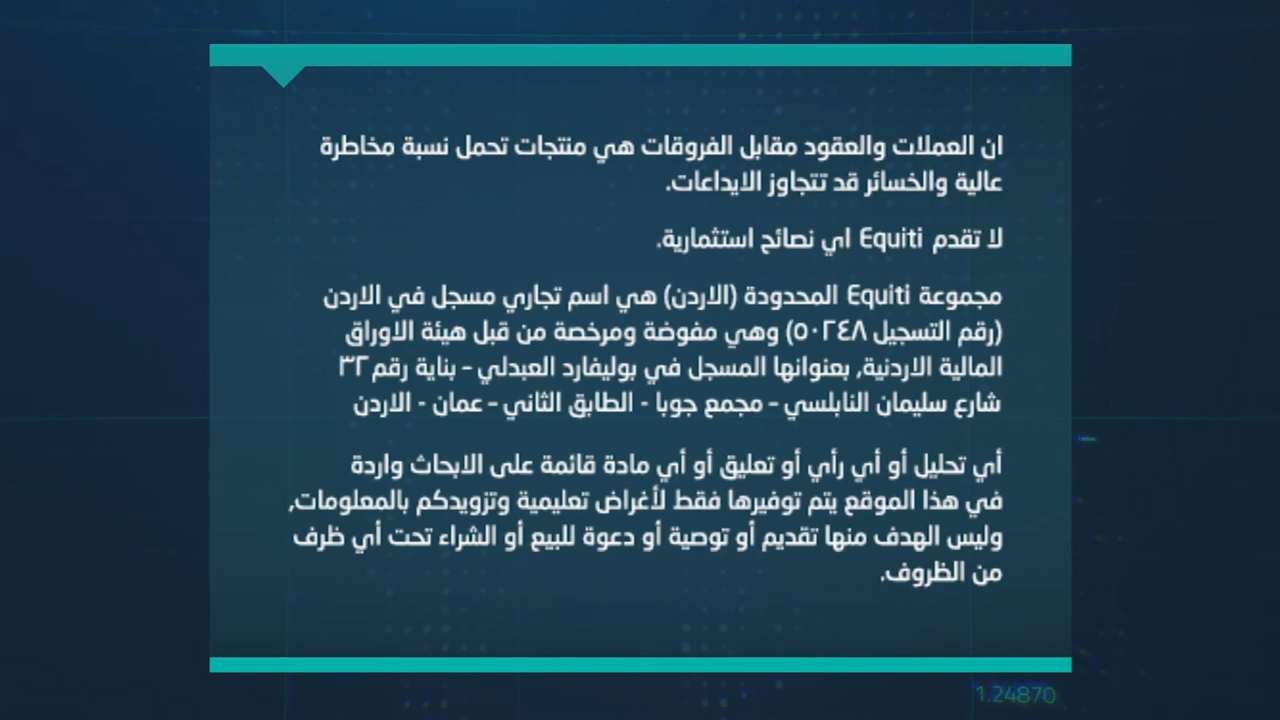 ان العملات والعقود مقابل الفروقات هي منتجات تحمل نسبة مخاطرة
عالية والخسائر قد تتجاوز الايداعات.
لا تقدم Equiti اي نصائح استثمارية.
مجموعة Equiti المحدودة (الاردن) هي اسم تجاري مسجل في الاردن
(رقم التسجيل ٥٠٢٤٨) وهي مفوضة ومرخصة من قبل هيئة الاوراق
المالية الاردنية, بعنوانها المسجل في بوليفارد العبدلي - بناية رقم ٣٢
شارع سليمان النابلسي - مجمع جوبا - الطابق الثاني - عمان - الاردن
أي تحليل أو أي رأي أو تعليق أو أي مادة قائمة على الابحاث واردة
في هذا الموقع يتم توفيرها فقط لأغراض تعليمية وتزويدكم بالمعلومات,
وليس الهدف منها تقديم أو توصية أو دعوة للبيع أو الشراء تحت أي ظرف
من الظروف.
1.24870